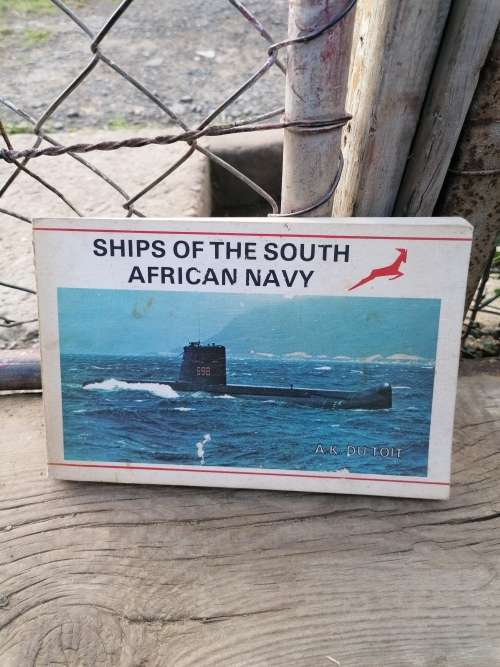 SHIPS OF THE SOUTH
AFRICAN NAVY
S98
A.K. DU TOIT